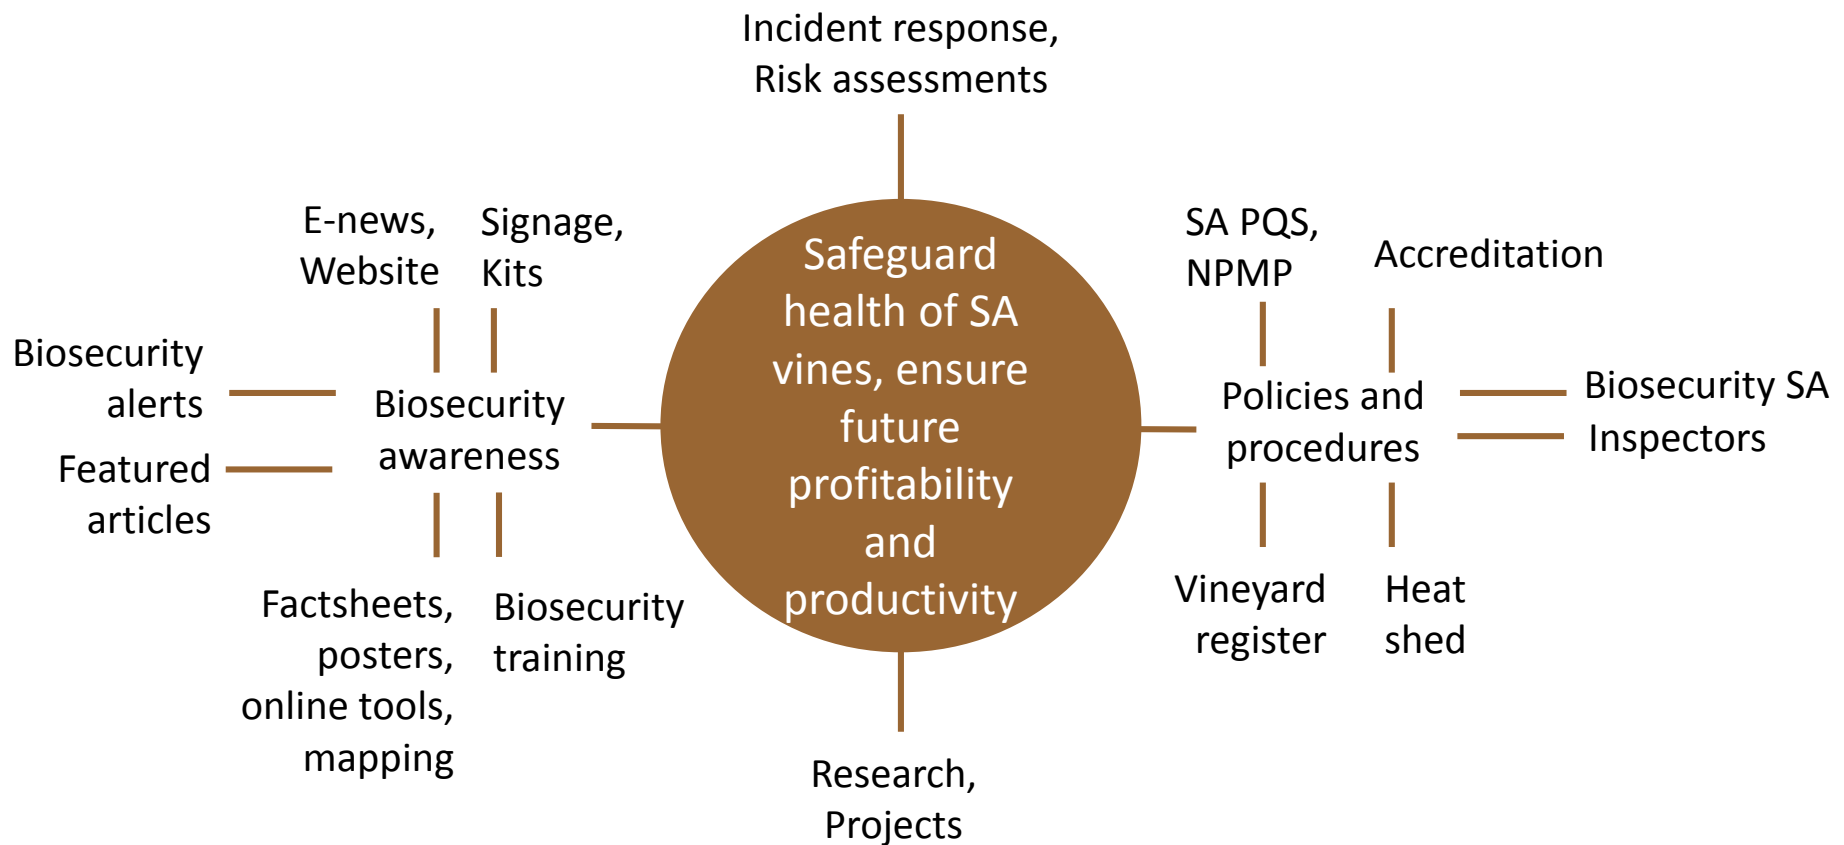 Incident response,
Risk assessments
E-news,
Website
Signage,
Kits
Biosecurity
alerts
Featured
articles
Biosecurity
awareness
Factsheets,
posters,
online tools,
mapping
Biosecurity
training
Safeguard
health of SA
vines, ensure
future
profitability
and
productivity
SA PQS,
NPMP
Accreditation
Policies and
procedures
Biosecurity SA
Inspectors
Vineyard
register
Heat
shed
Research,
Projects